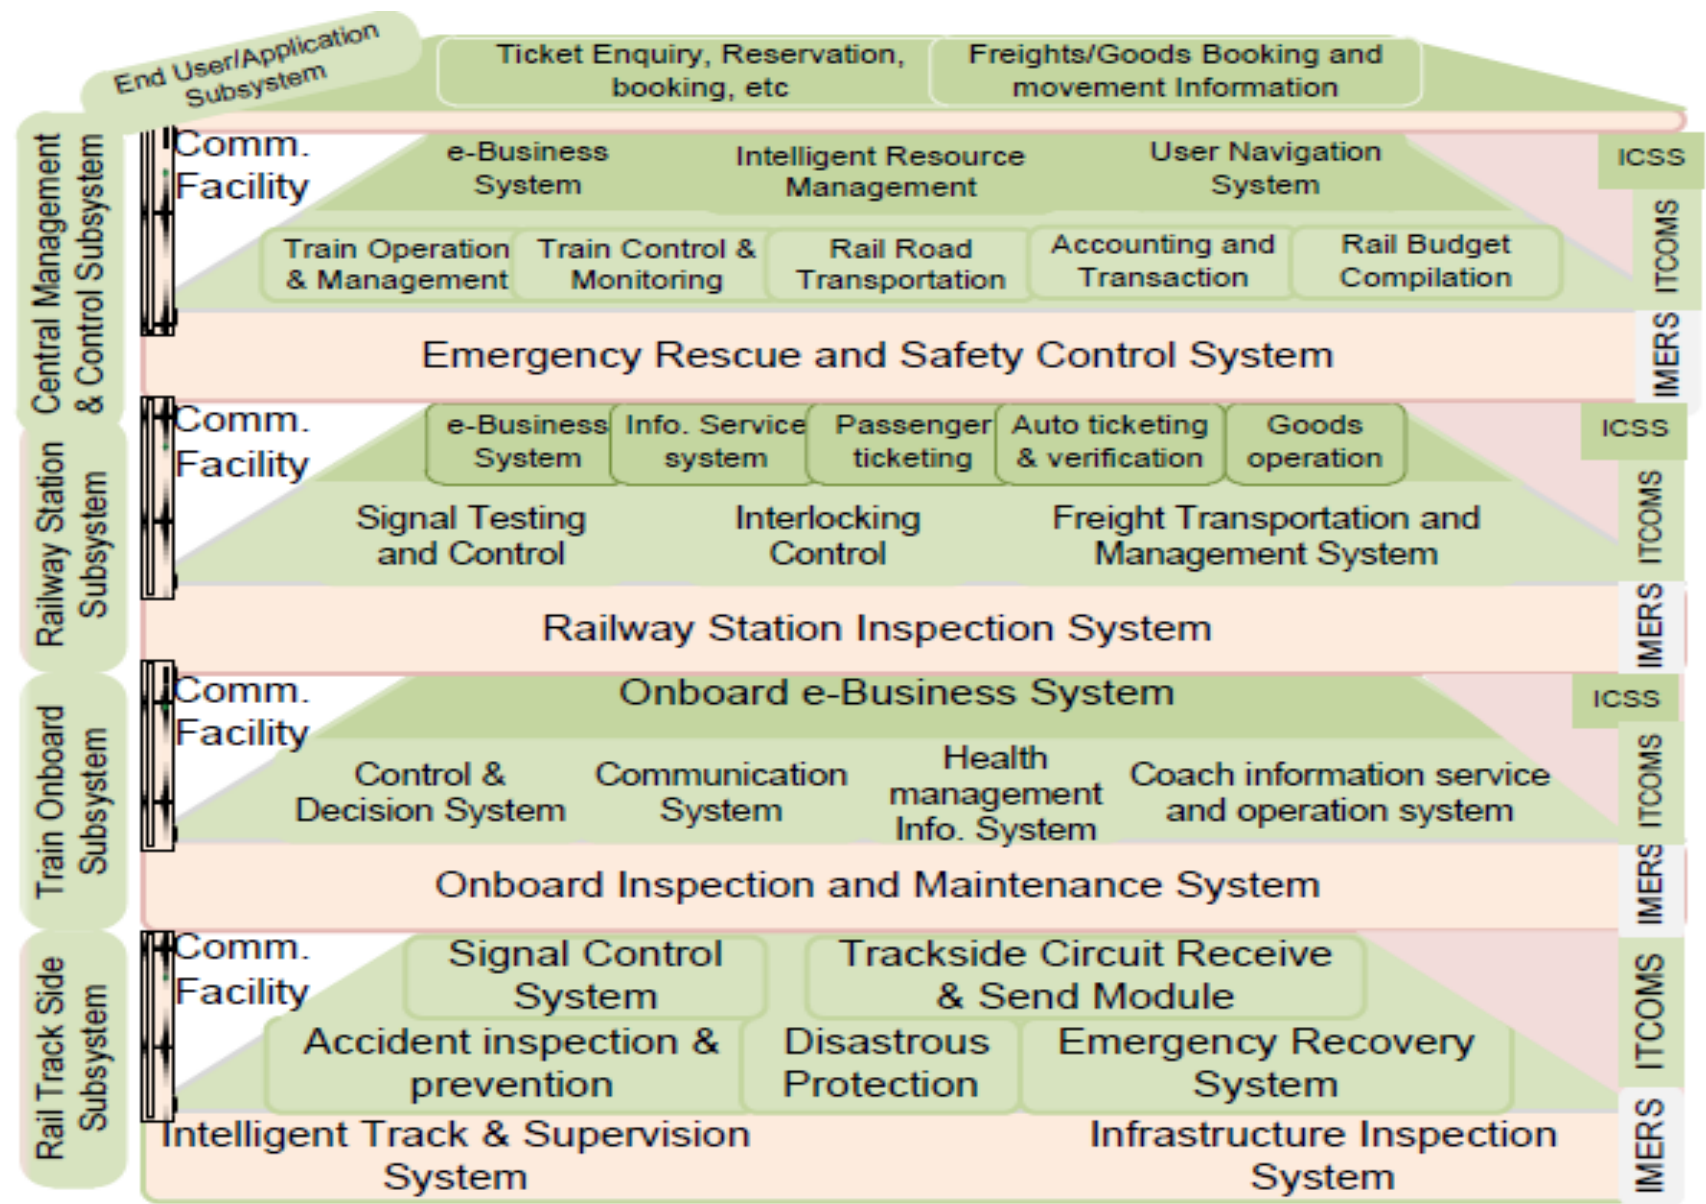 End User/Application
Subsystem
Ticket Enquiry, Reservation,
booking, etc
Freights/Goods Booking and
movement Information
Central Management
& Control Subsystem
Comm.
Facility
e-Business
System
Intelligent Resource
Management
User Navigation
System
ICSS
Train Operation
& Management
Train Control &
Monitoring
Rail Road
Transportation
Accounting and
Transaction
Rail Budget
Compilation
ITCOMS
Emergency Rescue and Safety Control System
IMERS
Railway Station
Subsystem
Comm.
Facility
e-Business
System
Info. Service
system
Passenger
ticketing
Auto ticketing
& verification
Goods
operation
ICSS
Signal Testing
and Control
Interlocking
Control
Freight Transportation and
Management System
ITCOMS
Railway Station Inspection System
IMERS
Train Onboard
Subsystem
Comm.
Facility
Onboard e-Business System
ICSS
Control &
Decision System
Communication
System
Health
management
Info. System
Coach information service
and operation system
ITCOMS
Onboard Inspection and Maintenance System
IMERS
Rail Track Side
Subsystem
Comm.
Facility
Signal Control
System
Trackside Circuit Receive
& Send Module
Accident inspection &
prevention
Disastrous
Protection
Emergency Recovery
System
ITCOMS
Intelligent Track & Supervision
System
Infrastructure Inspection
System
IMERS